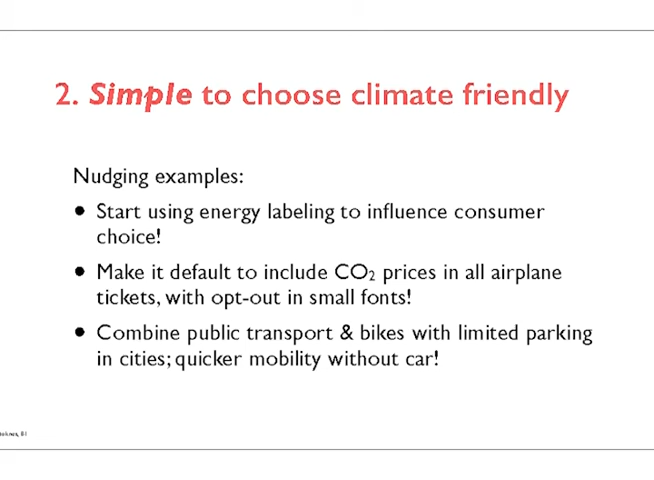 2. Simple to choose climate friendly
Nudging examples:
• Start using energy labeling to influence consumer
choice!
• Make it default to include CO₂ prices in all airplane
tickets, with opt-out in small fonts!
• Combine public transport & bikes with limited parking
in cities; quicker mobility without car!